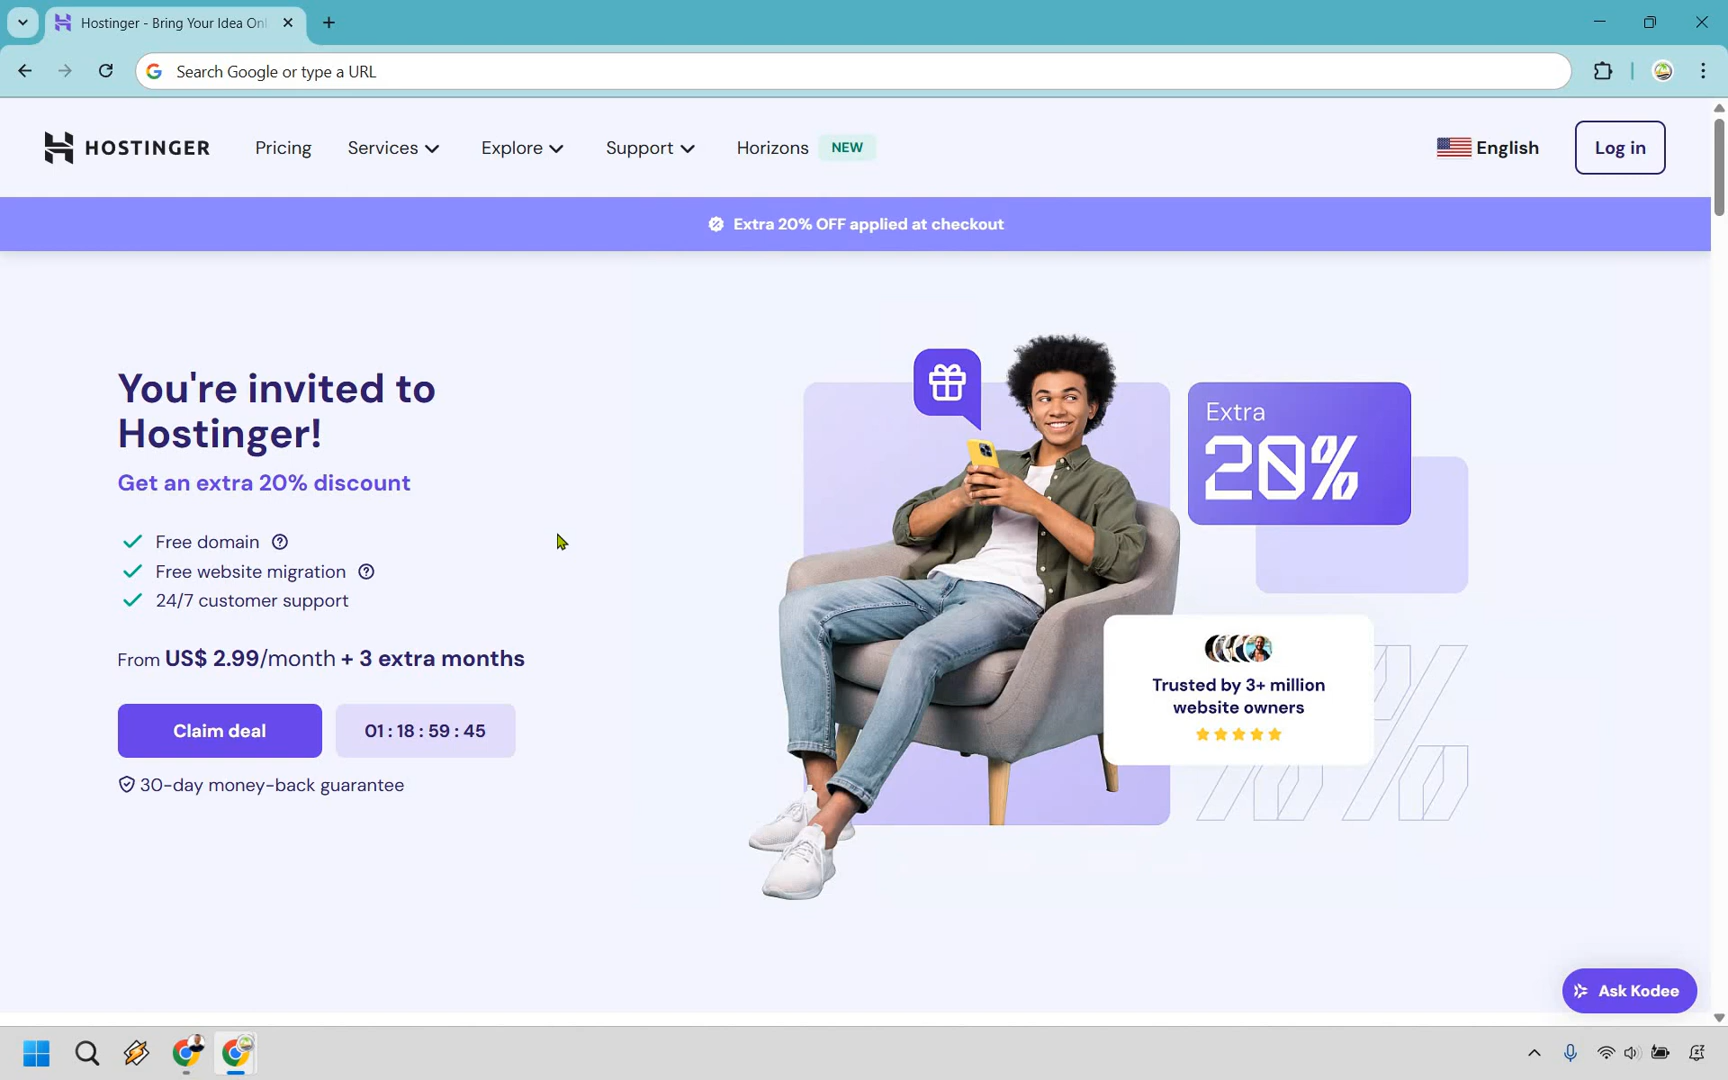 Hostinger - Bring Your Idea Onl
Search Google or type a URL
HOSTINGER
Pricing
Services
Explore
Support
Horizons
NEW
English
Log in
Extra 20% OFF applied at checkout
You're invited to
Hostinger!
Get an extra 20% discount
Free domain
Free website migration
24/7 customer support
From US$ 2.99/month + 3 extra months
Claim deal
01 : 18 : 59 : 45
30-day money-back guarantee
Extra
20%
Trusted by 3+ million
website owners
%
Ask Kodee